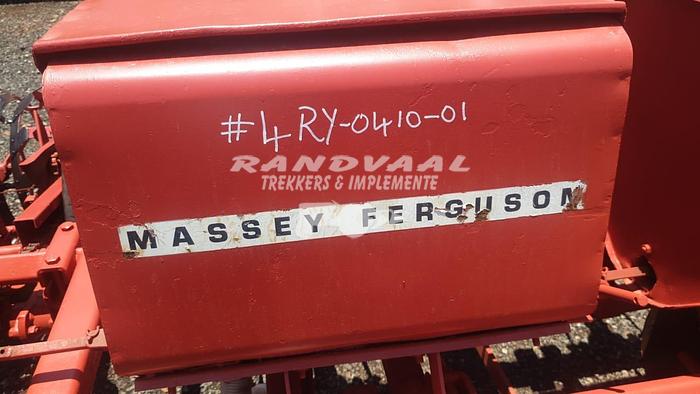 #4RY-0410-01
RANDVAAL
TREKKERS & IMPLEMENTE
MASSEY FERGUSON